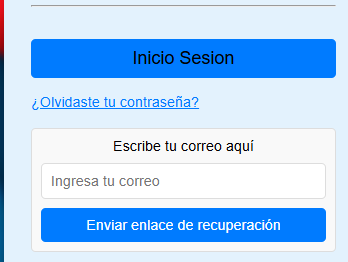 Inicio Sesion
¿Olvidaste tu contraseña?
Escribe tu correo aquí
Ingresa tu correo
Enviar enlace de recuperación